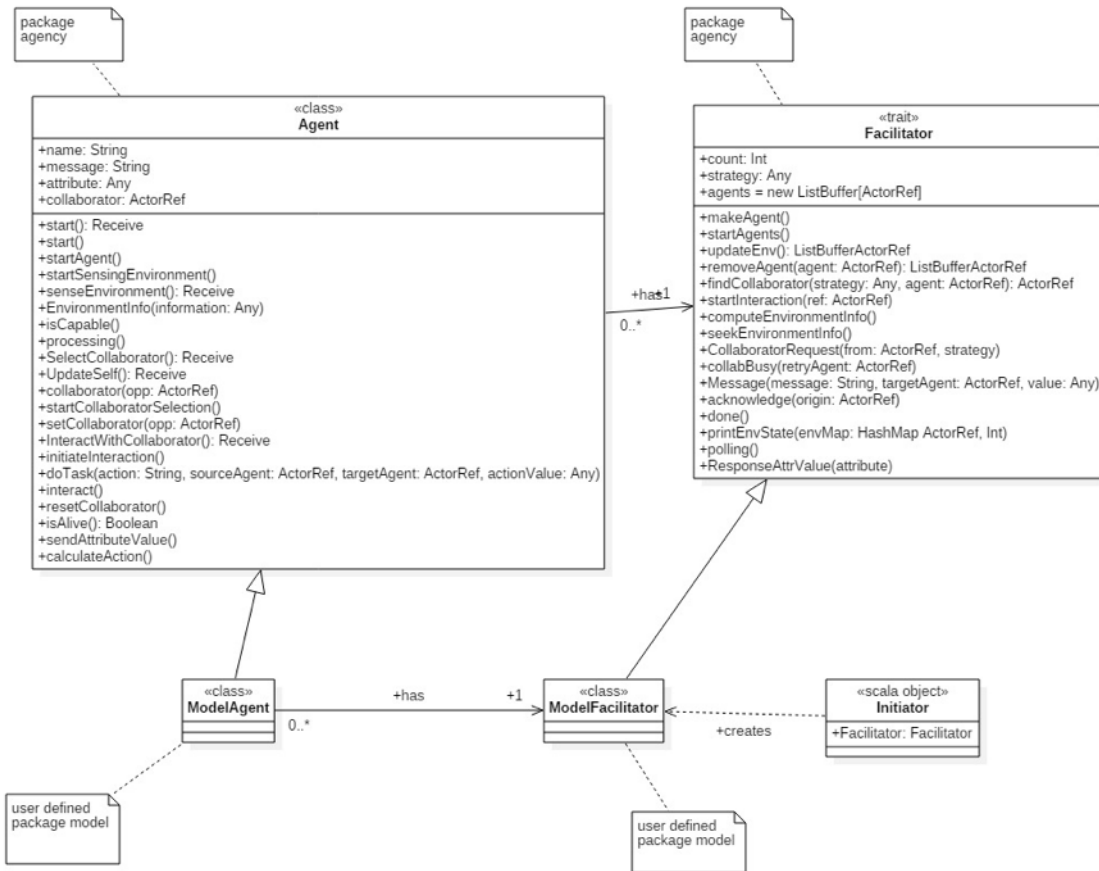 package
agency
package
agency
«class»
Agent
+name: String
+message: String
+attribute: Any
+collaborator: ActorRef
+start(): Receive
+start()
+startAgent()
+startSensingEnvironment()
+senseEnvironment(): Receive
+EnvironmentInfo(information: Any)
+isCapable()
+processing()
+SelectCollaborator(): Receive
+UpdateSelf(): Receive
+collaborator(opp: ActorRef)
+startCollaboratorSelection()
+setCollaborator(opp: ActorRef)
+InteractWithCollaborator(): Receive
+initiateInteraction()
+doTask(action: String, sourceAgent: ActorRef, targetAgent: ActorRef, actionValue: Any)
+interact()
+resetCollaborator()
+isAlive(): Boolean
+sendAttributeValue()
+calculateAction()
+has
+1
0..*
«trait»
Facilitator
+count: Int
+strategy: Any
+agents = new ListBuffer[ActorRef]
+makeAgent()
+startAgents()
+updateEnv(): ListBufferActorRef
+removeAgent(agent: ActorRef): ListBufferActorRef
+findCollaborator(strategy: Any, agent: ActorRef): ActorRef
+startInteraction(ref: ActorRef)
+computeEnvironmentInfo()
+seekEnvironmentInfo()
+CollaboratorRequest(from: ActorRef, strategy)
+collabBusy(retryAgent: ActorRef)
+Message(message: String, targetAgent: ActorRef, value: Any)
+acknowledge(origin: ActorRef)
+done()
+printEnvState(envMap: HashMap ActorRef, Int)
+polling()
+ResponseAttrValue(attribute)
«class»
ModelAgent
+has
+1
0..*
«class»
ModelFacilitator
+creates
«scala object»
Initiator
+Facilitator: Facilitator
user defined
package model
user defined
package model